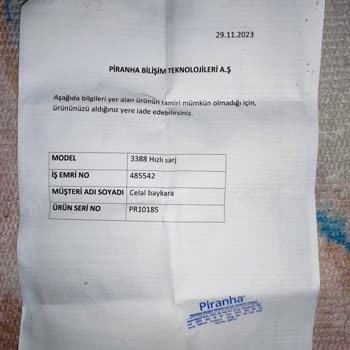 29.11.2023
PİRANHA BİLİŞİM TEKNOLOJİLERİ A.Ş
Aşağıda bilgileri yer alan ürünün tamiri mümkün olmadığı için,
ürününüzü aldığınız yere iade edebilirsiniz.
MODEL 3388 Hızlı sarj
İŞ EMRİ NO 485542
MÜŞTERİ ADI SOYADI Celal baykara
ÜRÜN SERİ NO PR10185
Piranha